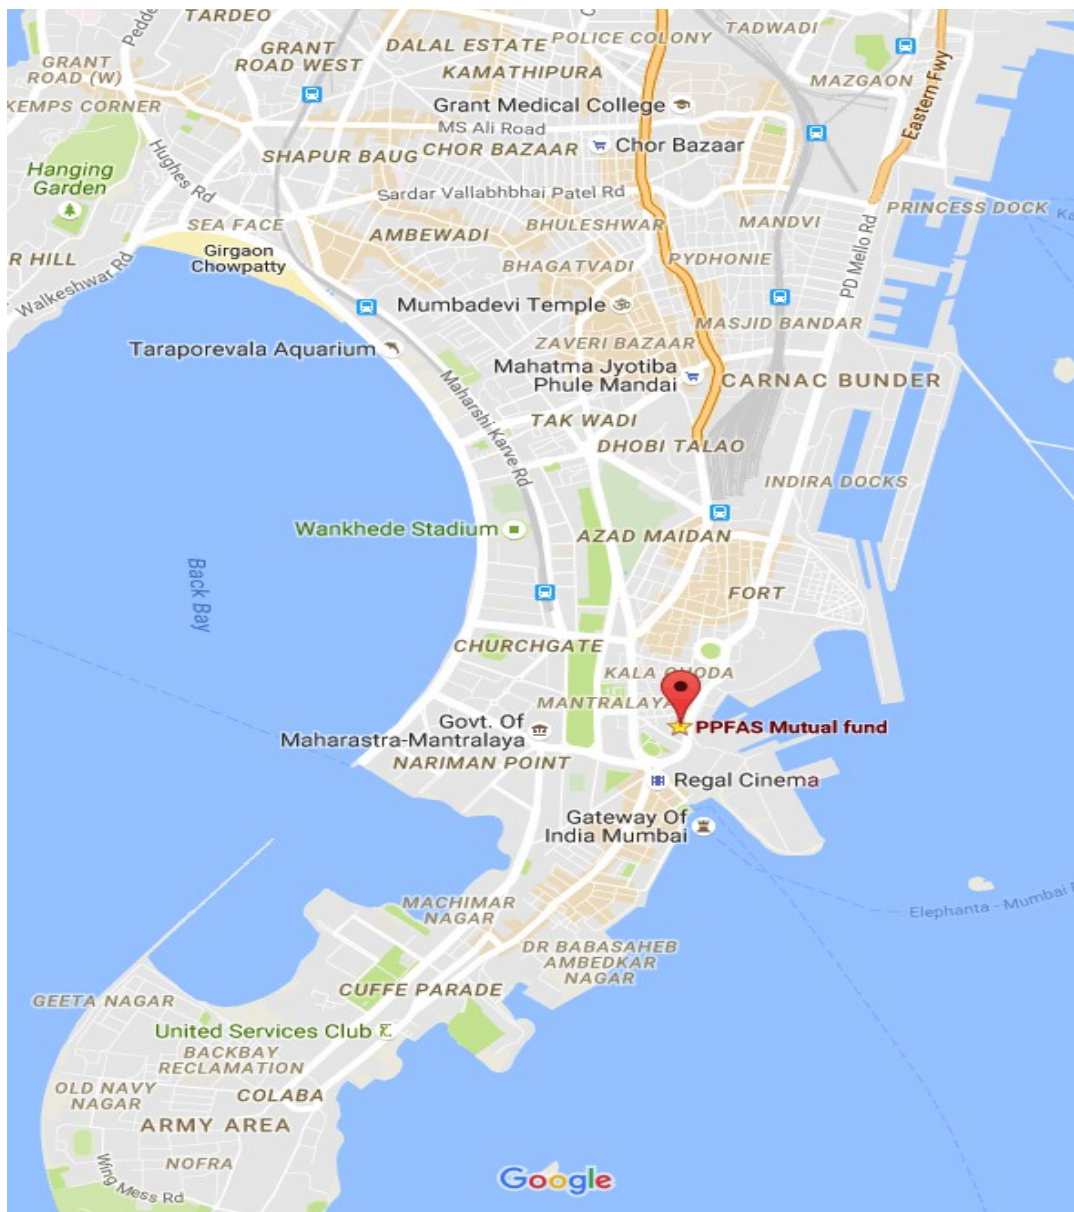 TARDEO
Pedde
GRANT
ROAD (W)
GRANT
ROAD WEST
DALAL ESTATE
POLICE COLONY
TADWADI
KAMATHIPURA
MAZGAON
Eastern Fwy
KEMPS CORNER
Grant Medical College
MS Ali Road
Chor Bazaar
SHAPUR BAUG
CHOR BAZAAR
Hanging
Garden
Hughes Rd
Sardar Vallabhbhai Patel Rd
SEA FACE
BHULESHWAR
MANDVI
PRINCESS DOCK
Ka
AMBEWADI
Girgaon
Chowpatty
R HILL
Walkeshwar Rd
BHAGATVADI
PYDHONIE
PD Mello Rd
Mumbadevi Temple
MASJID BANDAR
Taraporevala Aquarium
ZAVERI BAZAAR
Mahatma Jyotiba
Phule Mandai
CARNAC BUNDER
Maharshi Karve Rd
TAK WADI
DHOBI TALAO
INDIRA DOCKS
Wankhede Stadium
AZAD MAIDAN
Back Bay
FORT
CHURCHGATE
KALA GHODA
MANTRALAYA
Govt. Of
Maharastra-Mantralaya
PPFAS Mutual fund
NARIMAN POINT
Regal Cinema
Gateway Of
India Mumbai
MACHIMAR
NAGAR
Elephanta - Mumbai
DR BABASAHEB
AMBEDKAR
NAGAR
CUFFE PARADE
GEETA NAGAR
United Services Club
BACKBAY
RECLAMATION
OLD NAVY
NAGAR
COLABA
ARMY AREA
NOFRA
Wing Mess Rd
Google